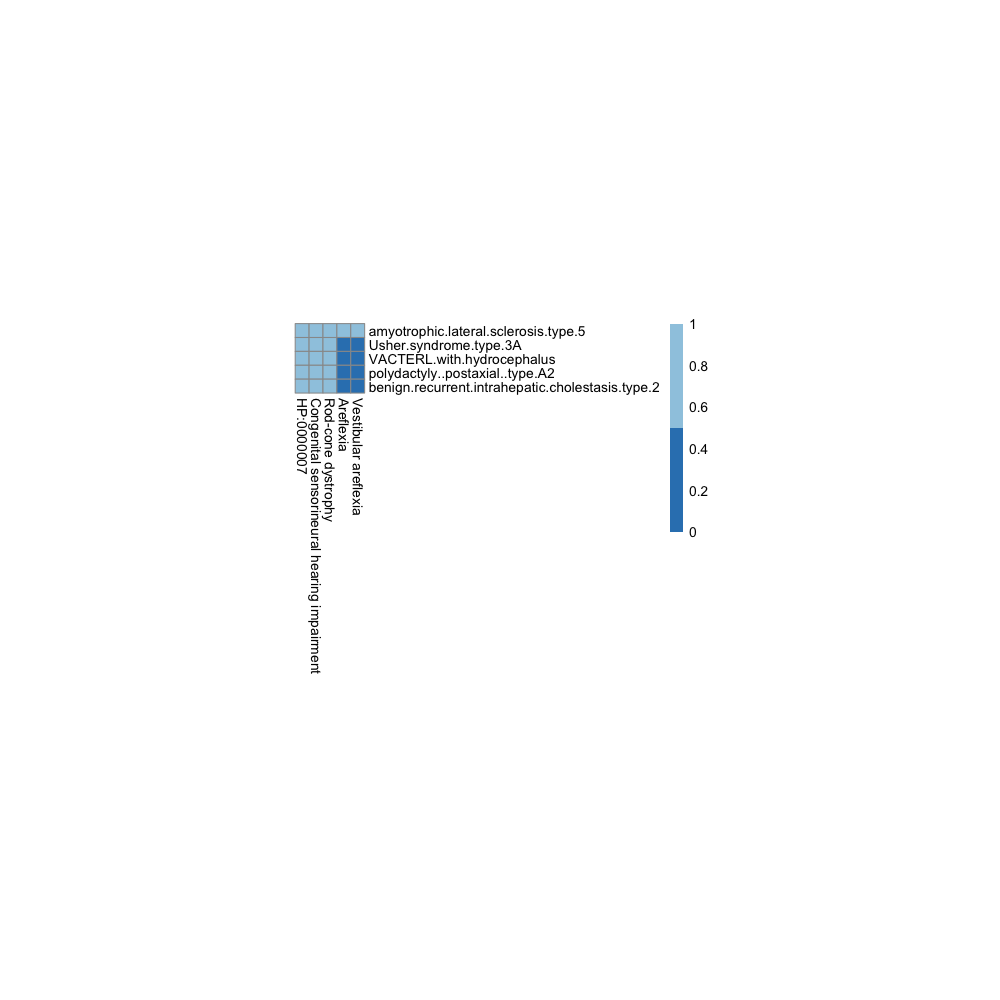 amyotrophic.lateral.sclerosis.type.5
Usher.syndrome.type.3A
VACTERL.with.hydrocephalus
polydactyly..postaxial..type.A2
benign.recurrent.intrahepatic.cholestasis.type.2
HP:0000007
Congenital sensorineural hearing impairment
Rod-cone dystrophy
Areflexia
Vestibular areflexia
1
0.8
0.6
0.4
0.2
0